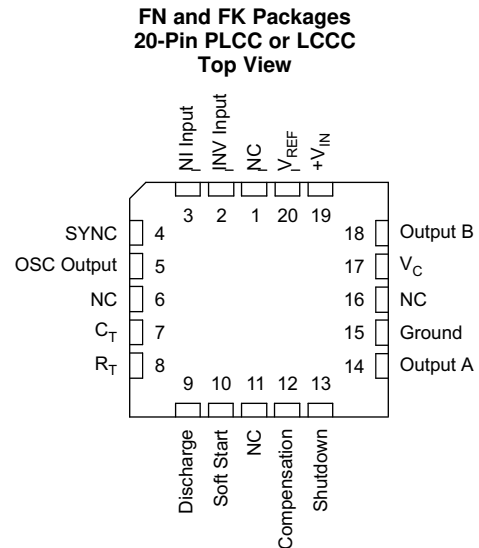 FN and FK Packages
20-Pin PLCC or LCCC
Top View
NI Input
INV Input
NC
VREF
+VIN
3
2
1
20
19
SYNC 4
OSC Output 5
NC 6
CT 7
RT 8
18 Output B
17 VC
16 NC
15 Ground
14 Output A
9
10
11
12
13
Discharge
Soft Start
NC
Compensation
Shutdown